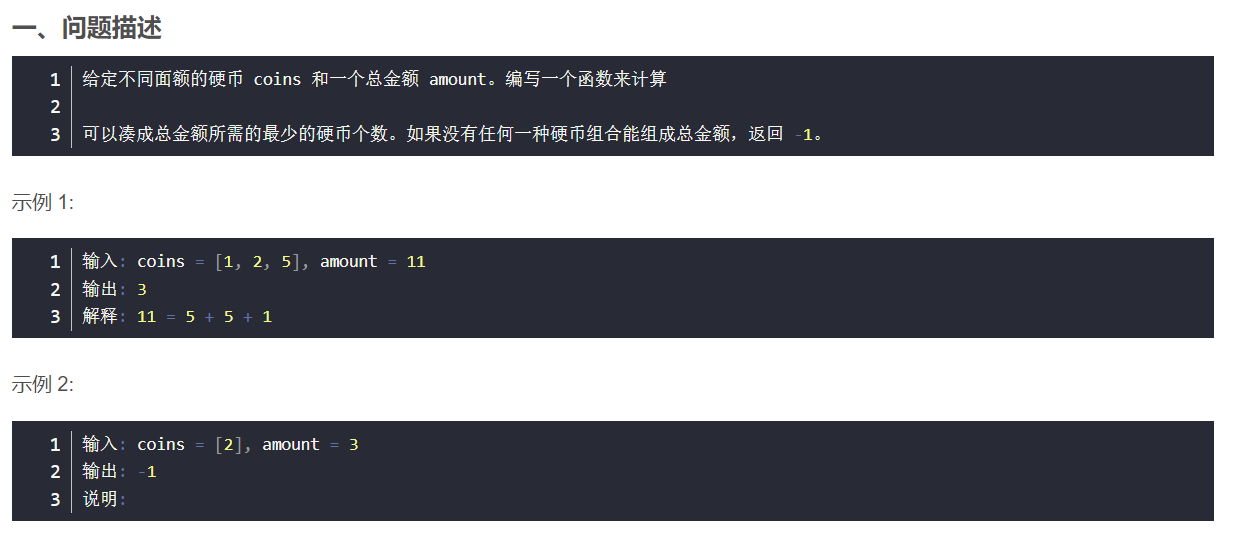 一、问题描述
1 给定不同面额的硬币 coins 和一个总金额 amount。编写一个函数来计算
2
3 可以凑成总金额所需的最少的硬币个数。如果没有任何一种硬币组合能组成总金额，返回 -1。
示例 1:
1 输入: coins = [1, 2, 5], amount = 11
2 输出: 3
3 解释: 11 = 5 + 5 + 1
示例 2:
1 输入: coins = [2], amount = 3
2 输出: -1
3 说明: